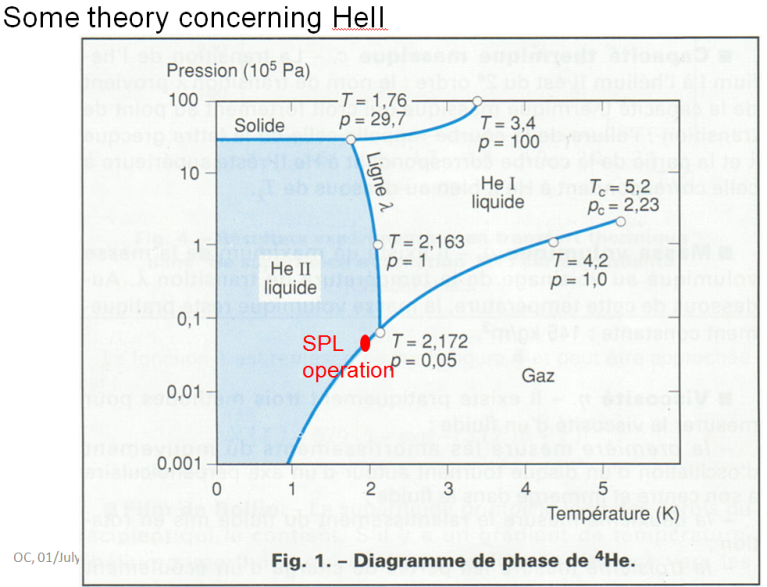 Some theory concerning HeII
Pression (10⁵ Pa)
100
10
1
0,1
0,01
0,001
0
1
2
3
4
Température (K)
Solide
T = 1,76
p = 29,7
T = 3,4
p = 100
Ligne λ
He I
liquide
T_c = 5,2
p_c = 2,23
T = 2,163
p = 1
T = 4,2
p = 1,0
He II
liquide
SPL
operation
T = 2,172
p = 0,05
Gaz
OC, 01/July
Fig. 1. – Diagramme de phase de ⁴He.